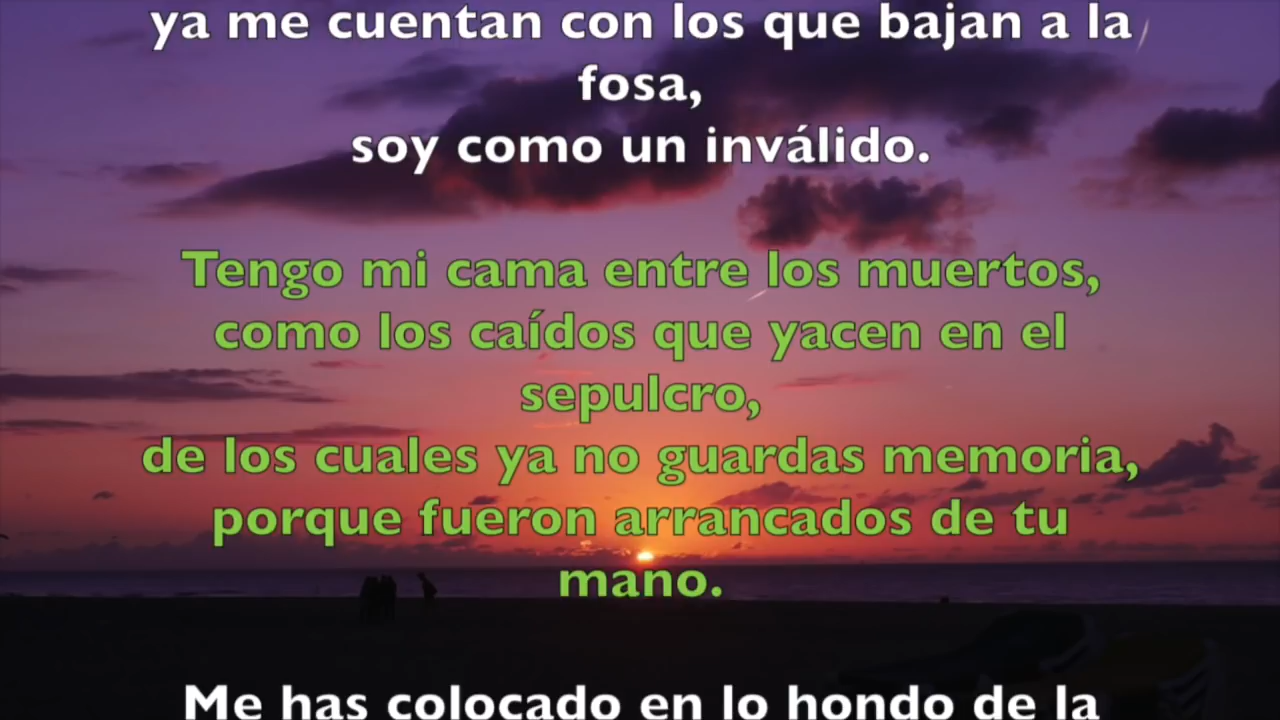 ya me cuentan con los que bajan a la
fosa,
soy como un inválido.
Tengo mi cama entre los muertos,
como los caídos que yacen en el
sepulcro,
de los cuales ya no guardas memoria,
porque fueron arrancados de tu
mano.
Me has colocado en lo hondo de la